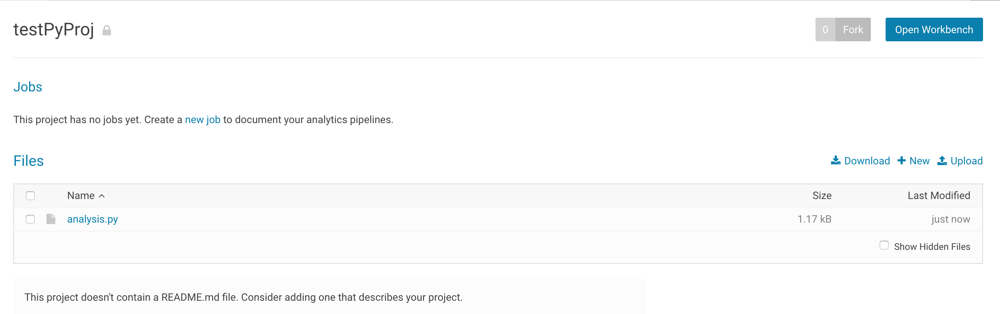 testPyProj
0 Fork Open Workbench
Jobs
This project has no jobs yet. Create a new job to document your analytics pipelines.
Files
Download New Upload
Name Size Last Modified
analysis.py 1.17 kB just now
Show Hidden Files
This project doesn't contain a README.md file. Consider adding one that describes your project.